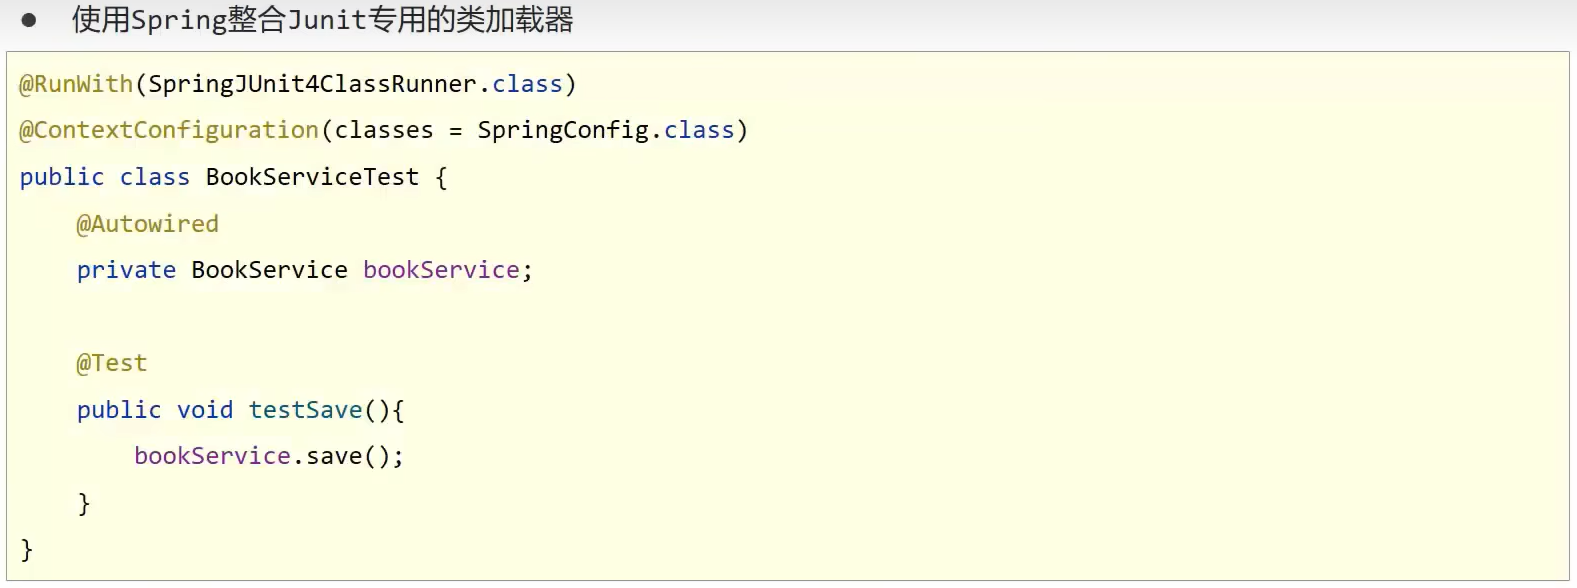 ● 使用Spring整合Junit专用的类加载器
@RunWith(SpringJUnit4ClassRunner.class)
@ContextConfiguration(classes = SpringConfig.class)
public class BookServiceTest {
    @Autowired
    private BookService bookService;

    @Test
    public void testSave(){
        bookService.save();
    }
}